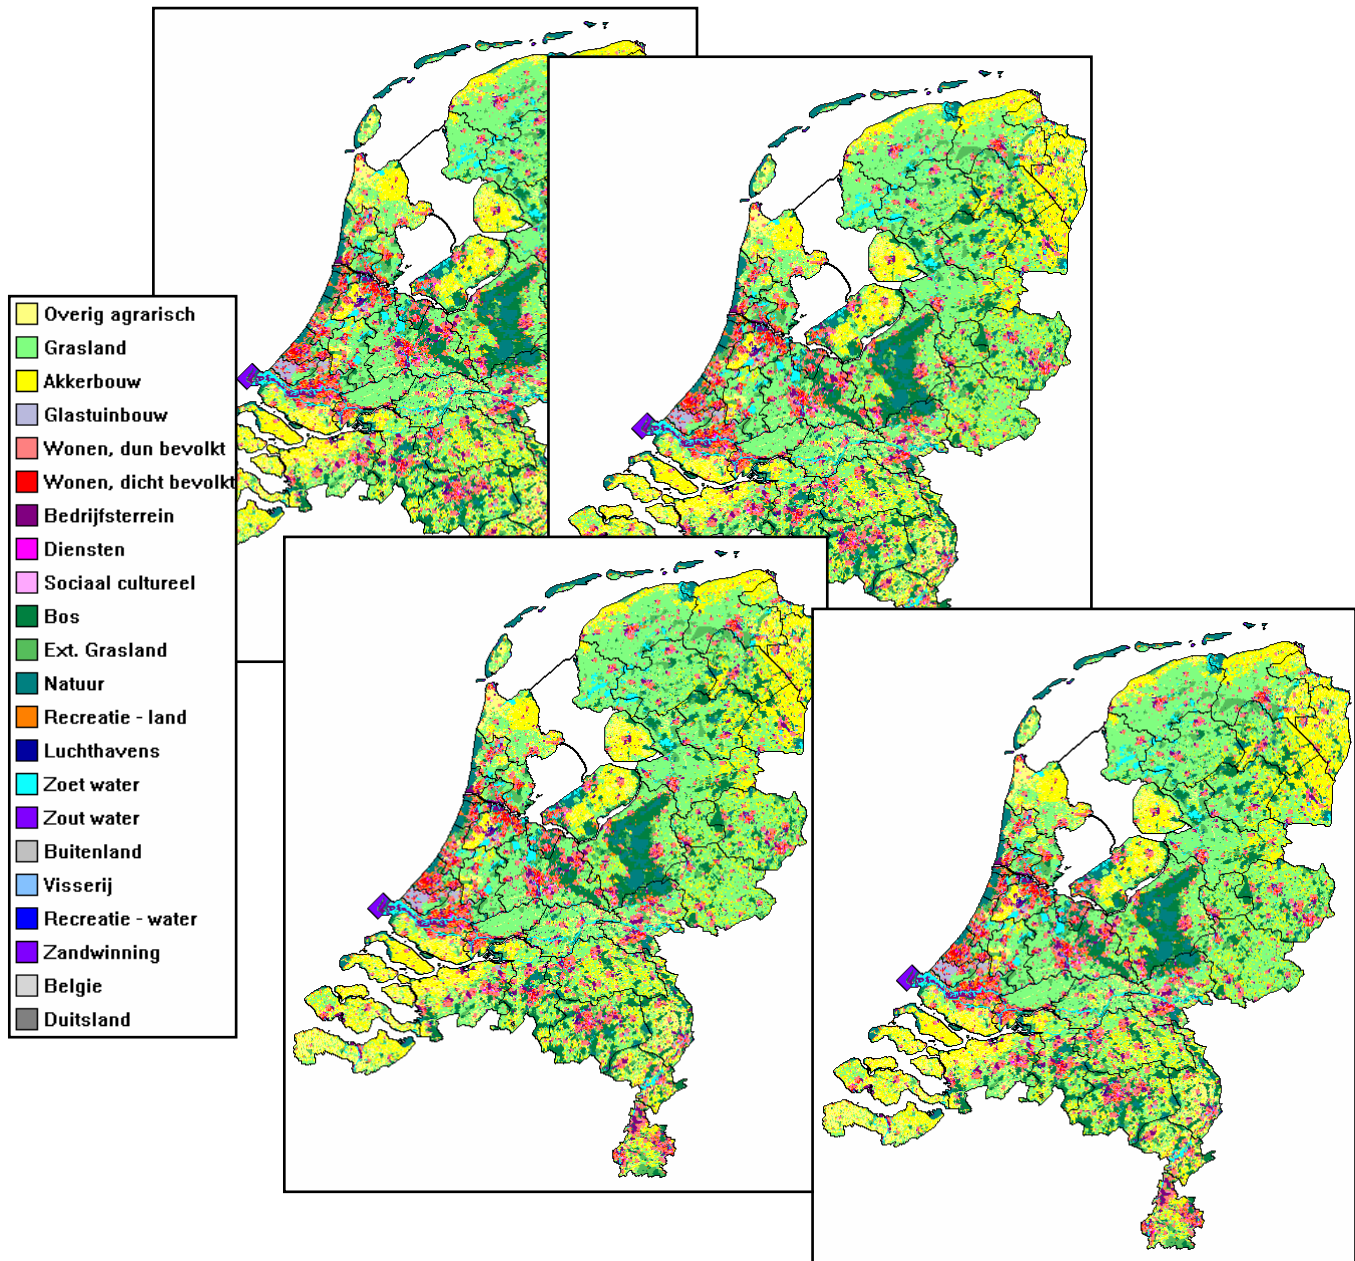 Overig agrarisch
Grasland
Akkerbouw
Glastuinbouw
Wonen, dun bevolkt
Wonen, dicht bevolkt
Bedrijfsterrein
Diensten
Sociaal cultureel
Bos
Ext. Grasland
Natuur
Recreatie - land
Luchthavens
Zoet water
Zout water
Buitenland
Visserij
Recreatie - water
Zandwinning
Belgie
Duitsland